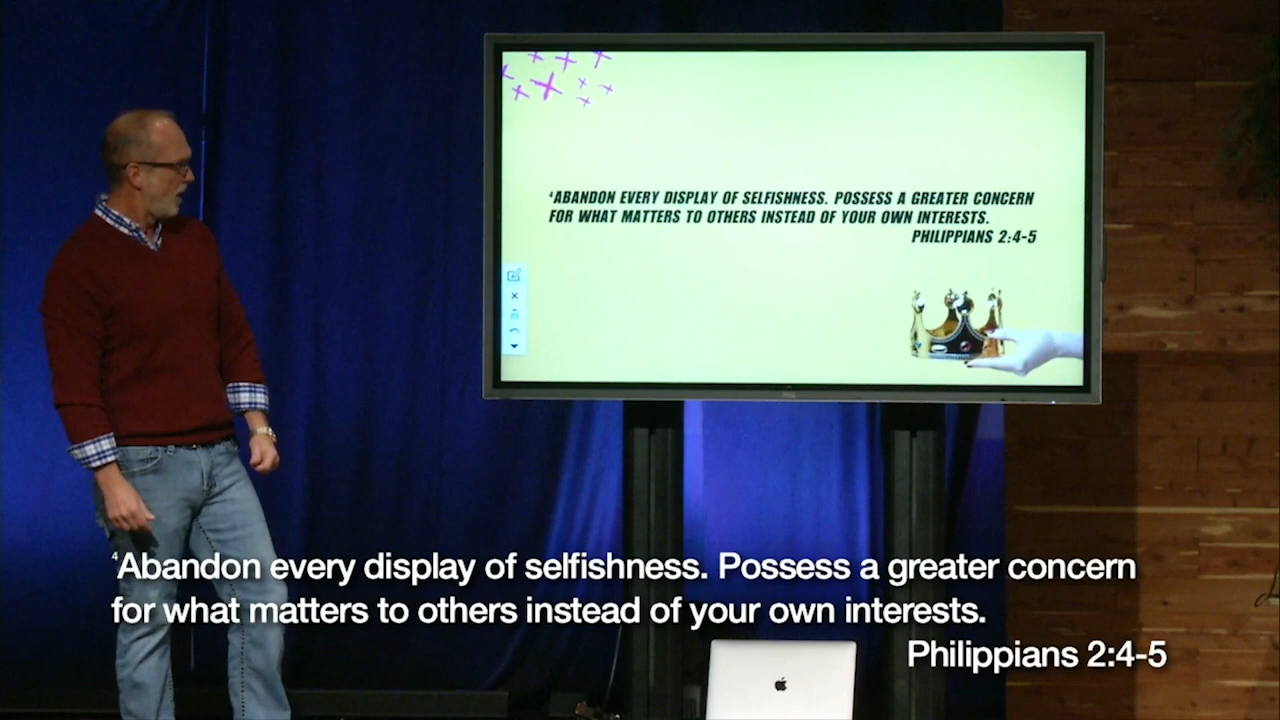 ⁴ABANDON EVERY DISPLAY OF SELFISHNESS. POSSESS A GREATER CONCERN
FOR WHAT MATTERS TO OTHERS INSTEAD OF YOUR OWN INTERESTS.
PHILIPPIANS 2:4-5
⁴Abandon every display of selfishness. Possess a greater concern
for what matters to others instead of your own interests.
Philippians 2:4-5